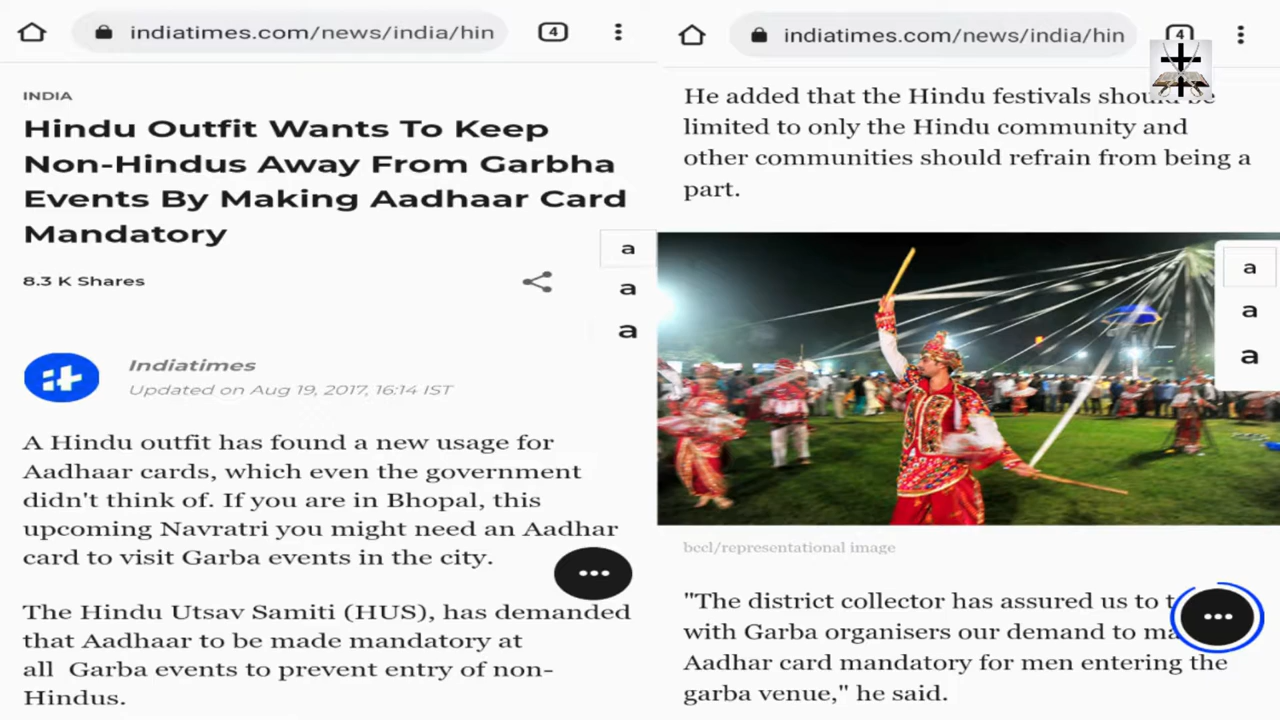 indiatimes.com/news/india/hin
4
INDIA
Hindu Outfit Wants To Keep
Non-Hindus Away From Garbha
Events By Making Aadhaar Card
Mandatory
8.3 K Shares
a
a
a
Indiatimes
Updated on Aug 19, 2017, 16:14 IST
A Hindu outfit has found a new usage for
Aadhaar cards, which even the government
didn't think of. If you are in Bhopal, this
upcoming Navratri you might need an Aadhar
card to visit Garba events in the city.
The Hindu Utsav Samiti (HUS), has demanded
that Aadhaar to be made mandatory at
all Garba events to prevent entry of non-
Hindus.
indiatimes.com/news/india/hin
4
He added that the Hindu festivals should be
limited to only the Hindu community and
other communities should refrain from being a
part.
a
a
a
bccl/representational image
"The district collector has assured us to
with Garba organisers our demand to
Aadhar card mandatory for men entering the
garba venue," he said.